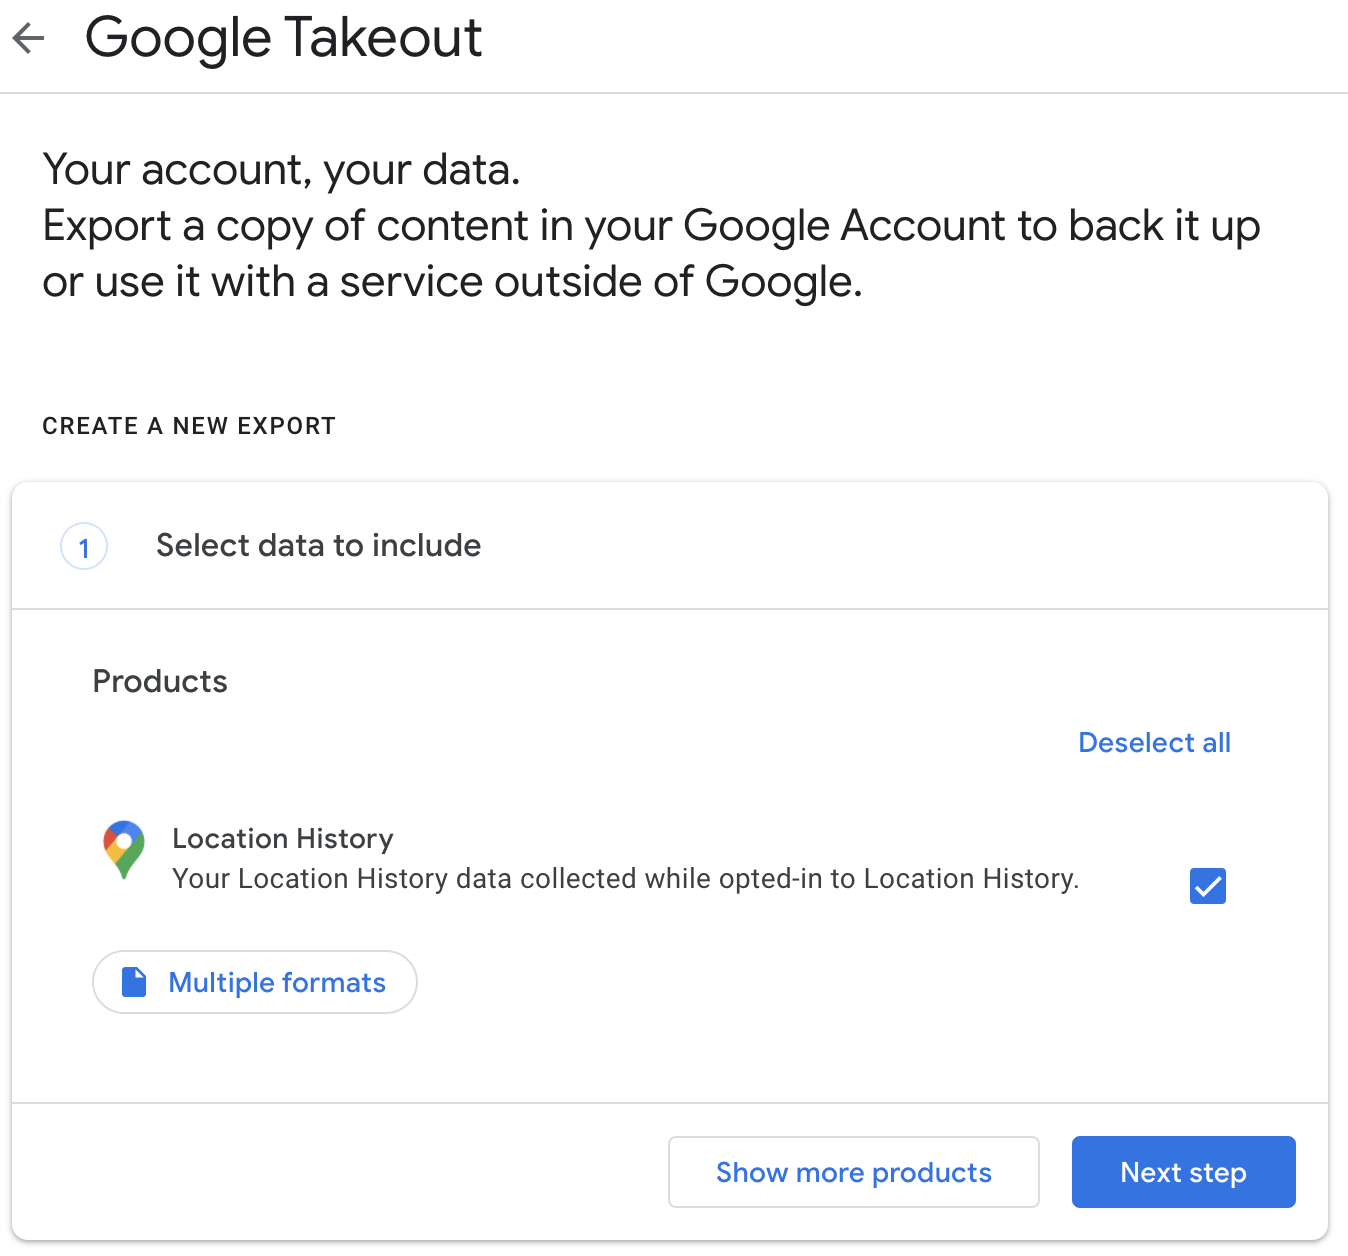 Google Takeout
Your account, your data.
Export a copy of content in your Google Account to back it up
or use it with a service outside of Google.
CREATE A NEW EXPORT
1 Select data to include
Products
Deselect all
Location History
Your Location History data collected while opted-in to Location History.
Multiple formats
Show more products Next step